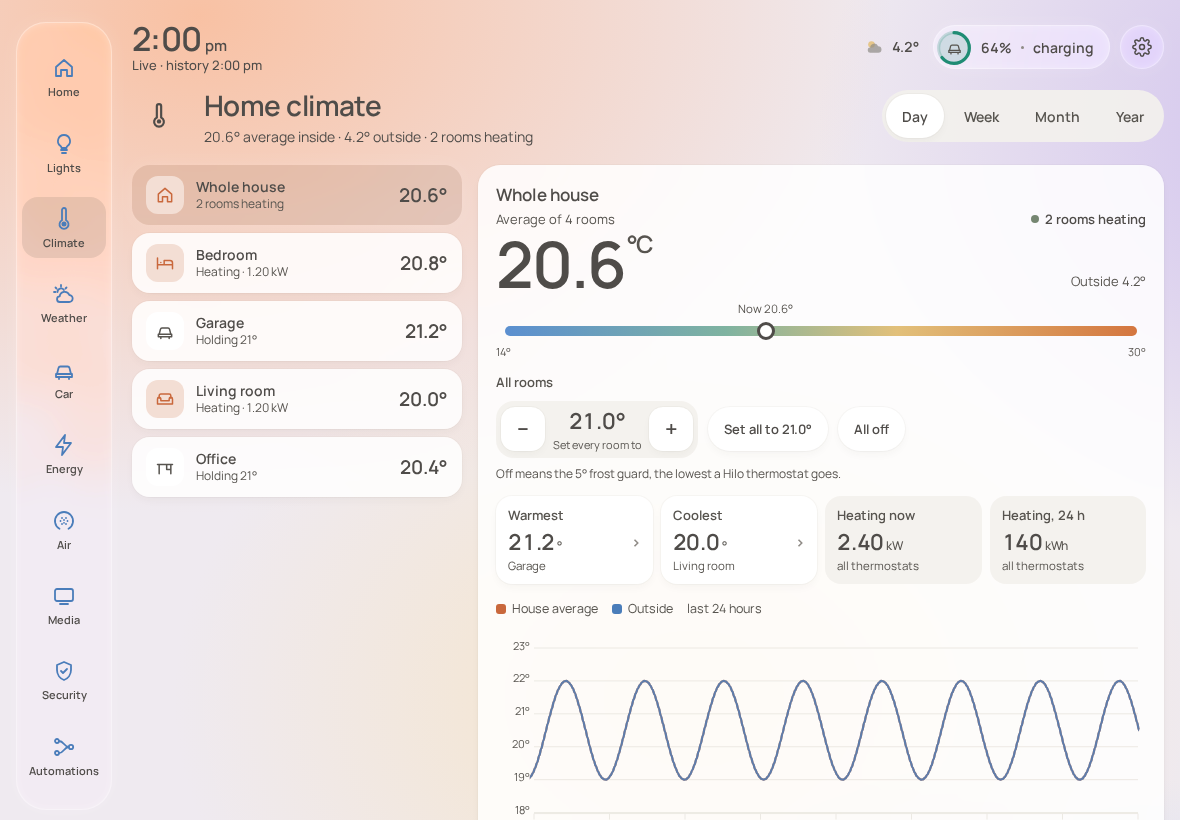 2:00 pm
Live · history 2:00 pm
4.2°
64% · charging
Home
Lights
Climate
Weather
Car
Energy
Air
Media
Security
Automations
Home climate
20.6° average inside · 4.2° outside · 2 rooms heating
Day
Week
Month
Year
Whole house
2 rooms heating
20.6°
Bedroom
Heating · 1.20 kW
20.8°
Garage
Holding 21°
21.2°
Living room
Heating · 1.20 kW
20.0°
Office
Holding 21°
20.4°
Whole house
Average of 4 rooms
2 rooms heating
20.6 °C
Outside 4.2°
Now 20.6°
14°
30°
All rooms
−
21.0°
Set every room to
+
Set all to 21.0°
All off
Off means the 5° frost guard, the lowest a Hilo thermostat goes.
Warmest
21.2°
Garage
Coolest
20.0°
Living room
Heating now
2.40 kW
all thermostats
Heating, 24 h
140 kWh
all thermostats
House average
Outside
last 24 hours
23°
22°
21°
20°
19°
18°